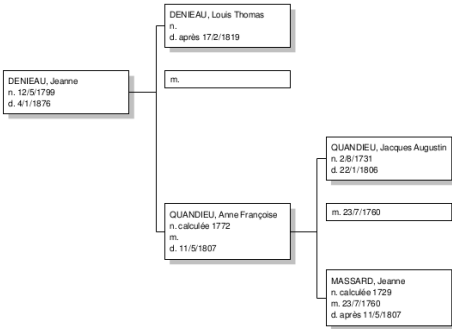 DENIEAU, Louis Thomas
n.
d. après 17/2/1819
DENIEAU, Jeanne
n. 12/5/1799
d. 4/1/1876
m.
QUANDIEU, Jacques Augustin
n. 2/8/1731
d. 22/1/1806
QUANDIEU, Anne Françoise
n. calculée 1772
m.
d. 11/5/1807
m. 23/7/1760
MASSARD, Jeanne
n. calculée 1729
m. 23/7/1760
d. après 11/5/1807